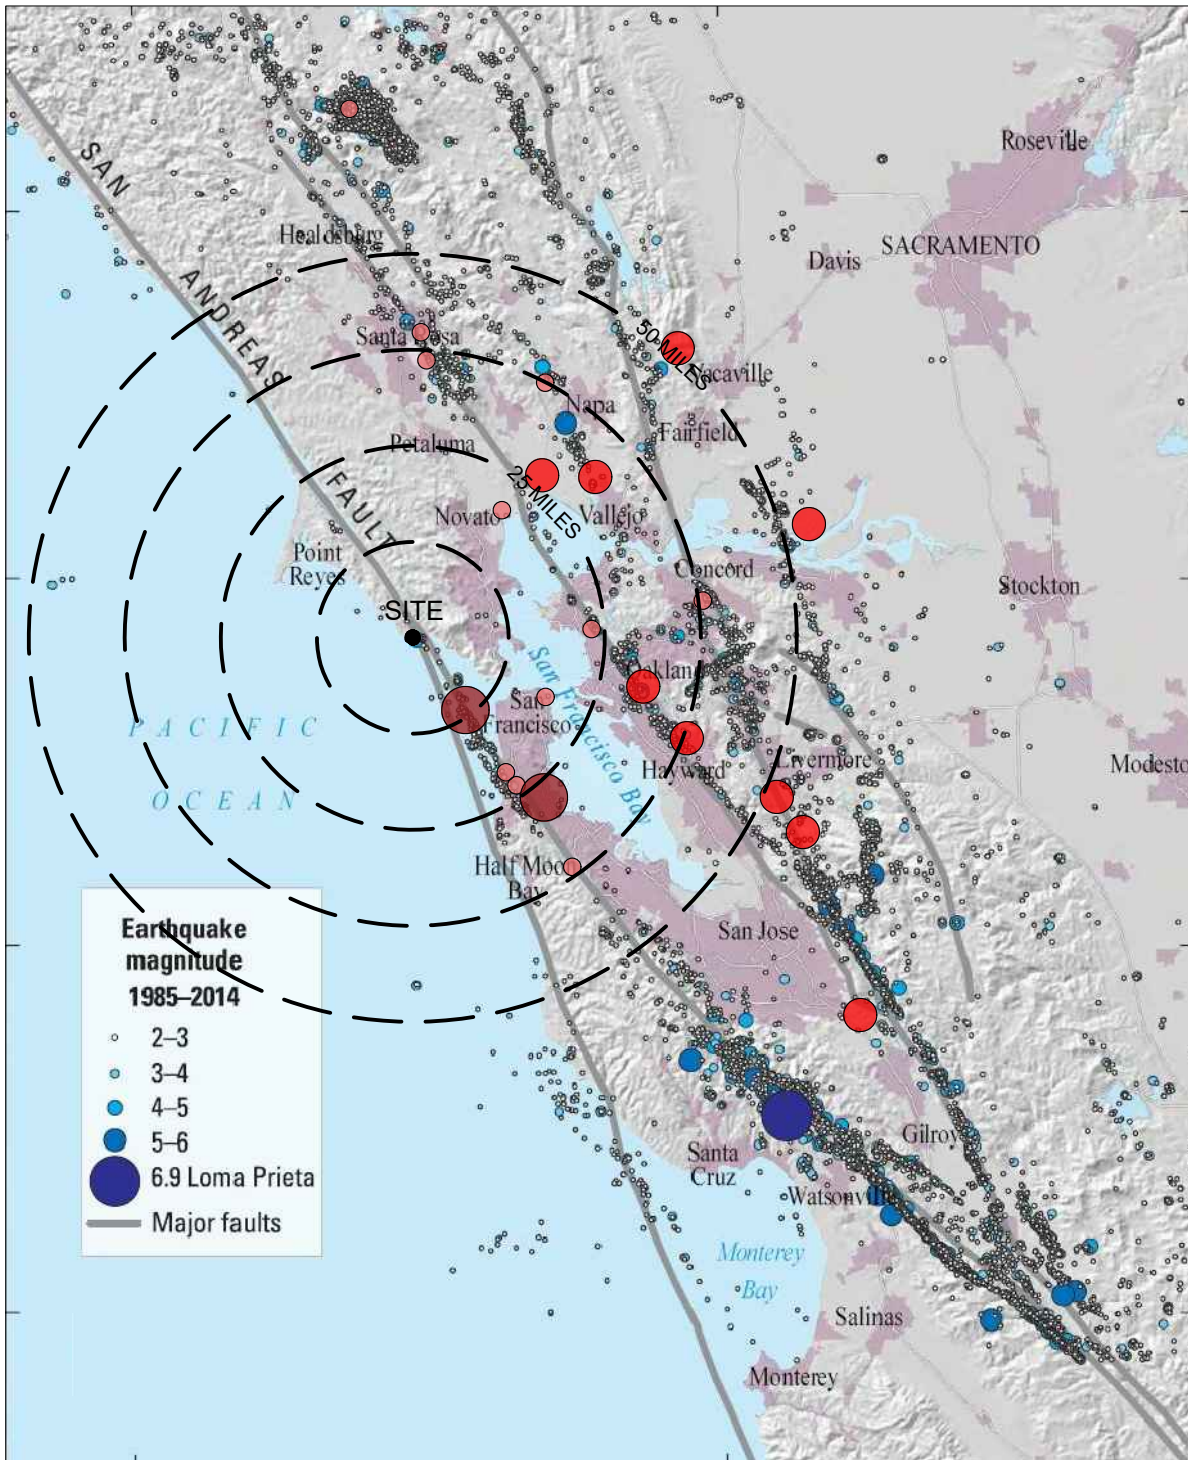 Roseville
SAN
Healdsburg
SACRAMENTO
Davis
ANDREAS
50 MILES
Santa Rosa
Vacaville
Napa
Fairfield
Petaluma
25 MILES
FAULT
Novato
Vallejo
Point
Reyes
Concord
Stockton
SITE
San Francisco Bay
Oakland
San
Francisco
PACIFIC
OCEAN
Livermore
Hayward
Modesto
Half Moon
Bay
Earthquake
magnitude
1985–2014
2–3
3–4
4–5
5–6
6.9 Loma Prieta
Major faults
San Jose
Gilroy
Santa
Cruz
Watsonville
Monterey
Bay
Salinas
Monterey